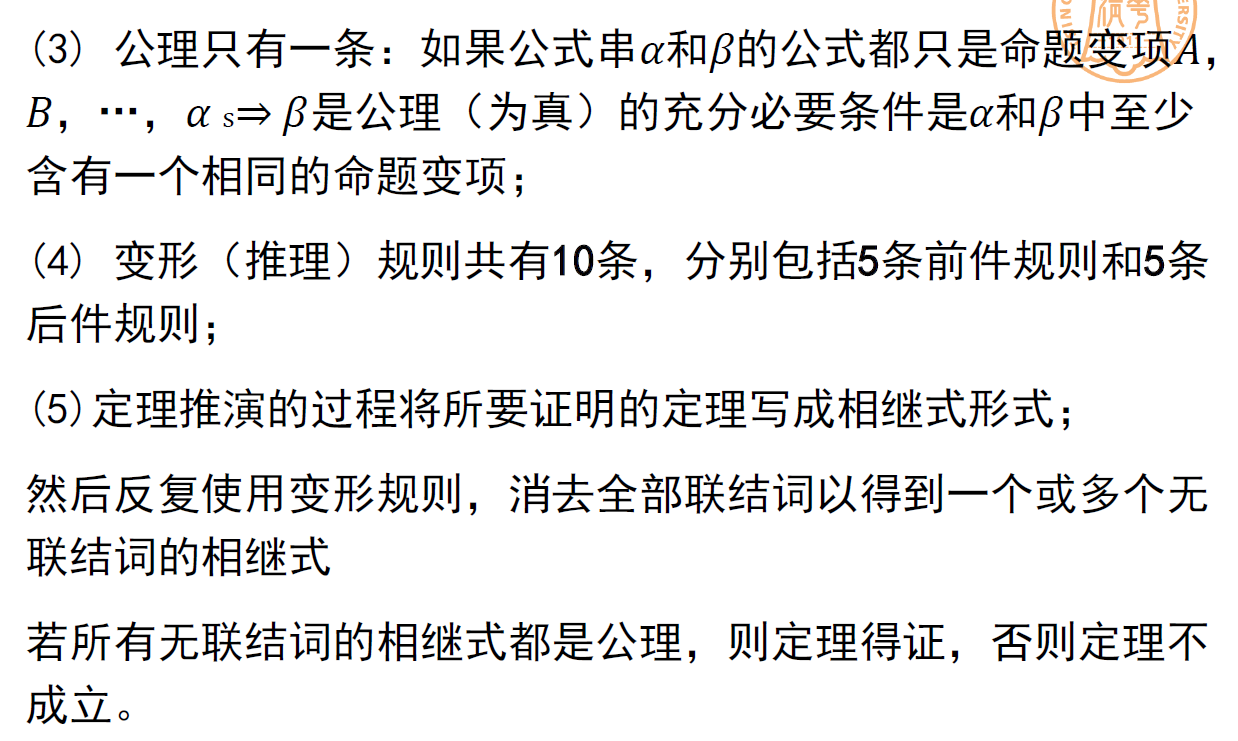 (3) 公理只有一条：如果公式串α和β的公式都只是命题变项A，
B，…，α s⇒ β是公理（为真）的充分必要条件是α和β中至少
含有一个相同的命题变项；
(4) 变形（推理）规则共有10条，分别包括5条前件规则和5条
后件规则；
(5)定理推演的过程将所要证明的定理写成相继式形式；
然后反复使用变形规则，消去全部联结词以得到一个或多个无
联结词的相继式
若所有无联结词的相继式都是公理，则定理得证，否则定理不
成立。